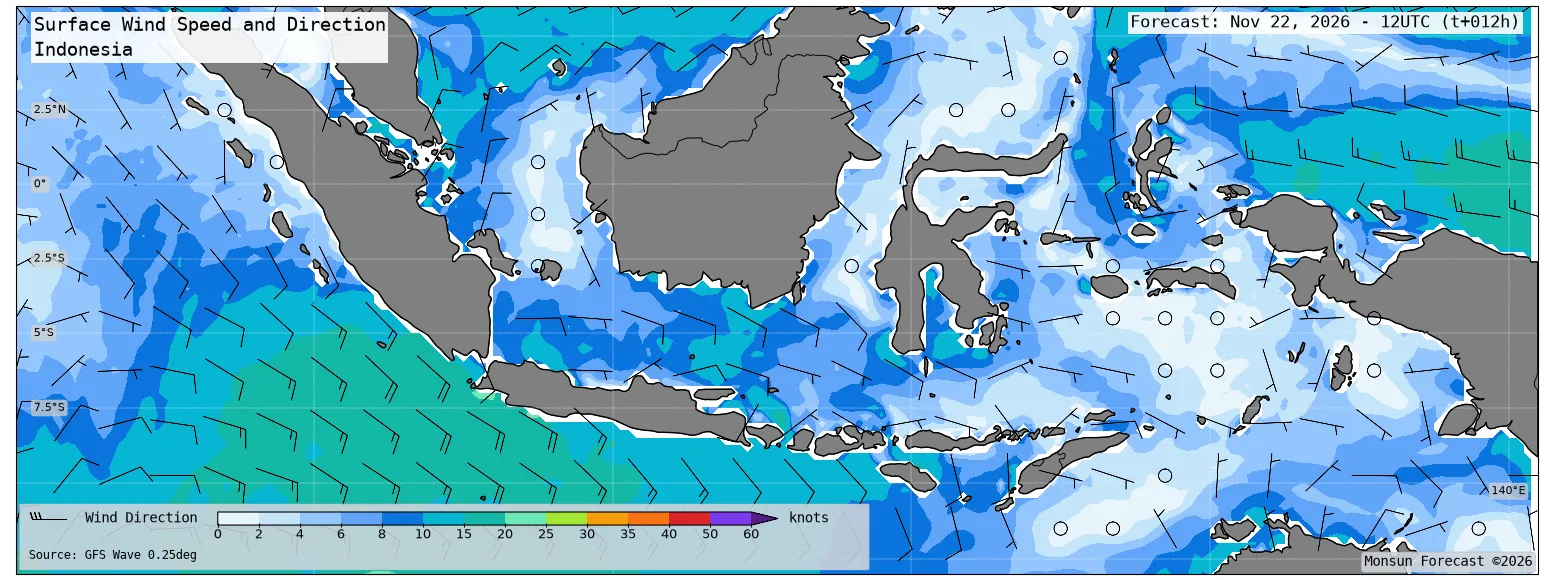 Surface Wind Speed and Direction
Indonesia
Forecast: Nov 22, 2026 - 12UTC (t+012h)
2.5°N
0°
2.5°S
5°S
7.5°S
140°E
Wind Direction
0 2 4 6 8 10 15 20 25 30 35 40 50 60
knots
Source: GFS Wave 0.25deg
Monsun Forecast ©2026